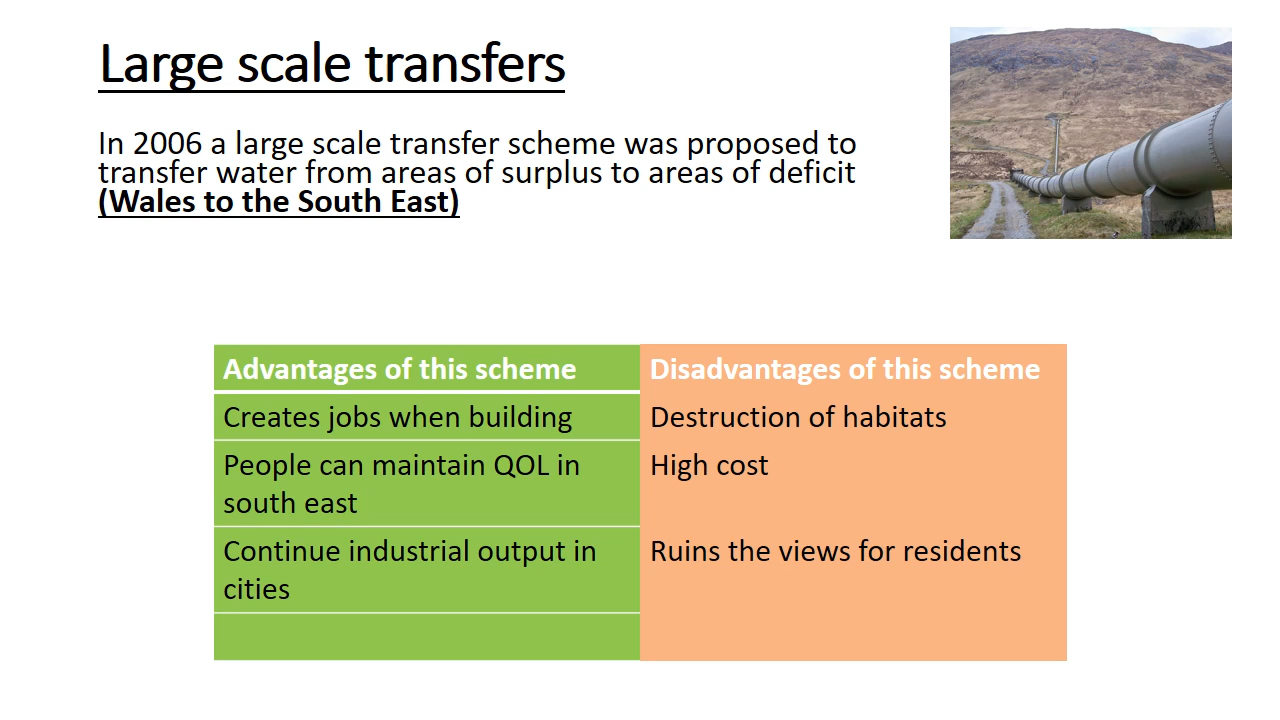 Large scale transfers
In 2006 a large scale transfer scheme was proposed to
transfer water from areas of surplus to areas of deficit
(Wales to the South East)
Advantages of this scheme
Disadvantages of this scheme
Creates jobs when building
Destruction of habitats
People can maintain QOL in
south east
High cost
Continue industrial output in
cities
Ruins the views for residents